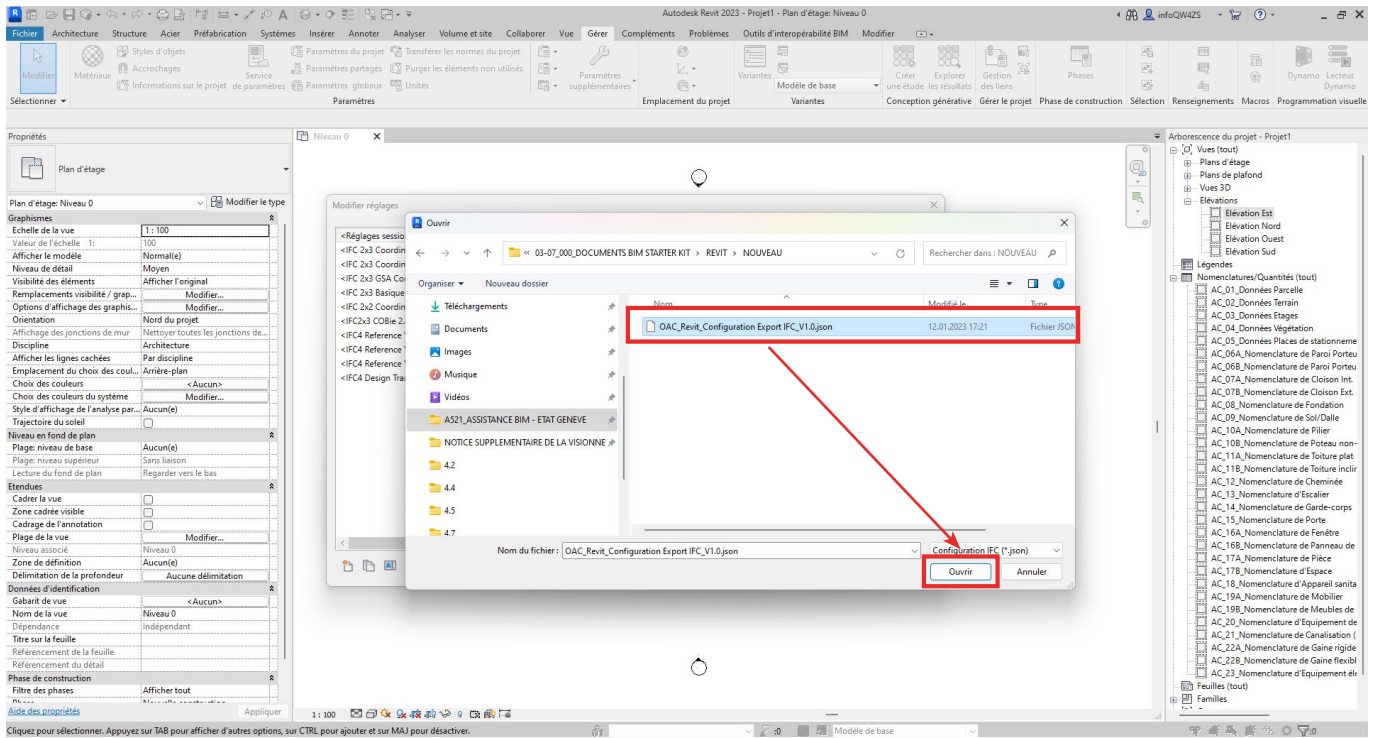 Autodesk Revit 2023 - Projet1 - Plan d'étage: Niveau 0
infoQW4ZS
Fichier Architecture Structure Acier Préfabrication Systèmes Insérer Annoter Analyser Volume et site Collaborer Vue Gérer Compléments Problèmes Outils d'interopérabilité BIM Modifier
Modifier
Matériaux
Styles d'objets
Accrochages
Informations sur le projet
Service de paramètres
Paramètres du projet
Paramètres partagés
Paramètres globaux
Transférer les normes du projet
Purger les éléments non utilisés
Unités
Paramètres supplémentaires
Variantes
Modèle de base
Créer une étude
Explorer les résultats
Gestion des liens
Phases
Dynamo
Lecteur Dynamo
Sélectionner
Paramètres
Emplacement du projet
Variantes
Conception générative
Gérer le projet
Phase de construction
Sélection
Renseignements
Macros
Programmation visuelle
Propriétés
Plan d'étage
Plan d'étage: Niveau 0
Modifier le type
Graphismes
Echelle de la vue 1 : 100
Valeur de l'échelle 1: 100
Afficher le modèle Normal(e)
Niveau de détail Moyen
Visibilité des éléments Afficher l'original
Remplacements visibilité / grap... Modifier...
Options d'affichage des graphis... Modifier...
Orientation Nord du projet
Affichage des jonctions de mur Nettoyer toutes les jonctions de...
Discipline Architecture
Afficher les lignes cachées Par discipline
Emplacement du choix des coul... Arrière-plan
Choix des couleurs <Aucun>
Choix des couleurs du système Modifier...
Style d'affichage de l'analyse par... Aucun(e)
Trajectoire du soleil
Niveau en fond de plan
Plage: niveau de base Aucun(e)
Plage: niveau supérieur Sans liaison
Lecture du fond de plan Regarder vers le bas
Etendues
Cadrer la vue
Zone cadrée visible
Cadrage de l'annotation
Plage de la vue Modifier...
Niveau associé Niveau 0
Zone de définition Aucun(e)
Délimitation de la profondeur Aucune délimitation
Données d'identification
Gabarit de vue <Aucun>
Nom de la vue Niveau 0
Dépendance Indépendant
Titre sur la feuille
Référencement de la feuille
Référencement du détail
Phase de construction
Filtre des phases Afficher tout
Aide des propriétés
Appliquer
Niveau 0
Modifier réglages
<Réglages sessio
<IFC 2x3 Coordin
<IFC 2x3 Coordin
<IFC 2x3 GSA Co
<IFC 2x3 Basique
<IFC 2x2 Coordin
<IFC2x3 COBie 2.
<IFC4 Reference
<IFC4 Reference
<IFC4 Reference
<IFC4 Design Tra
Ouvrir
« 03-07_000_DOCUMENTS BIM STARTER KIT › REVIT › NOUVEAU
Rechercher dans : NOUVEAU
Organiser
Nouveau dossier
Nom
Modifié le
Type
Téléchargements
Documents
Images
Musique
Vidéos
A521_ASSISTANCE BIM - ETAT GENEVE
NOTICE SUPPLEMENTAIRE DE LA VISIONNE
4.2
4.4
4.5
4.7
OAC_Revit_Configuration Export IFC_V1.0.json 12.01.2023 17:21 Fichier JSON
Nom du fichier : OAC_Revit_Configuration Export IFC_V1.0.json
Configuration IFC (*.json)
Ouvrir
Annuler
Arborescence du projet - Projet1
Vues (tout)
Plans d'étage
Plans de plafond
Vues 3D
Elévations
Elévation Est
Elévation Nord
Elévation Ouest
Elévation Sud
Légendes
Nomenclatures/Quantités (tout)
AC_01_Données Parcelle
AC_02_Données Terrain
AC_03_Données Etages
AC_04_Données Végétation
AC_05_Données Places de stationneme
AC_06A_Nomenclature de Paroi Porteu
AC_06B_Nomenclature de Paroi Porteu
AC_07A_Nomenclature de Cloison Int.
AC_07B_Nomenclature de Cloison Ext.
AC_08_Nomenclature de Fondation
AC_09_Nomenclature de Sol/Dalle
AC_10A_Nomenclature de Pilier
AC_10B_Nomenclature de Poteau non-
AC_11A_Nomenclature de Toiture plat
AC_11B_Nomenclature de Toiture inclir
AC_12_Nomenclature de Cheminée
AC_13_Nomenclature d'Escalier
AC_14_Nomenclature de Garde-corps
AC_15_Nomenclature de Porte
AC_16A_Nomenclature de Fenêtre
AC_16B_Nomenclature de Panneau de
AC_17A_Nomenclature de Pièce
AC_17B_Nomenclature d'Espace
AC_18_Nomenclature d'Appareil sanita
AC_19A_Nomenclature de Mobilier
AC_19B_Nomenclature de Meubles de
AC_20_Nomenclature d'Equipement de
AC_21_Nomenclature de Canalisation (
AC_22A_Nomenclature de Gaine rigide
AC_22B_Nomenclature de Gaine flexibl
AC_23_Nomenclature d'Equipement éle
Feuilles (tout)
Familles
1 : 100
Cliquez pour sélectionner. Appuyez sur TAB pour afficher d'autres options, sur CTRL pour ajouter et sur MAJ pour désactiver.
:0
Modèle de base
:0